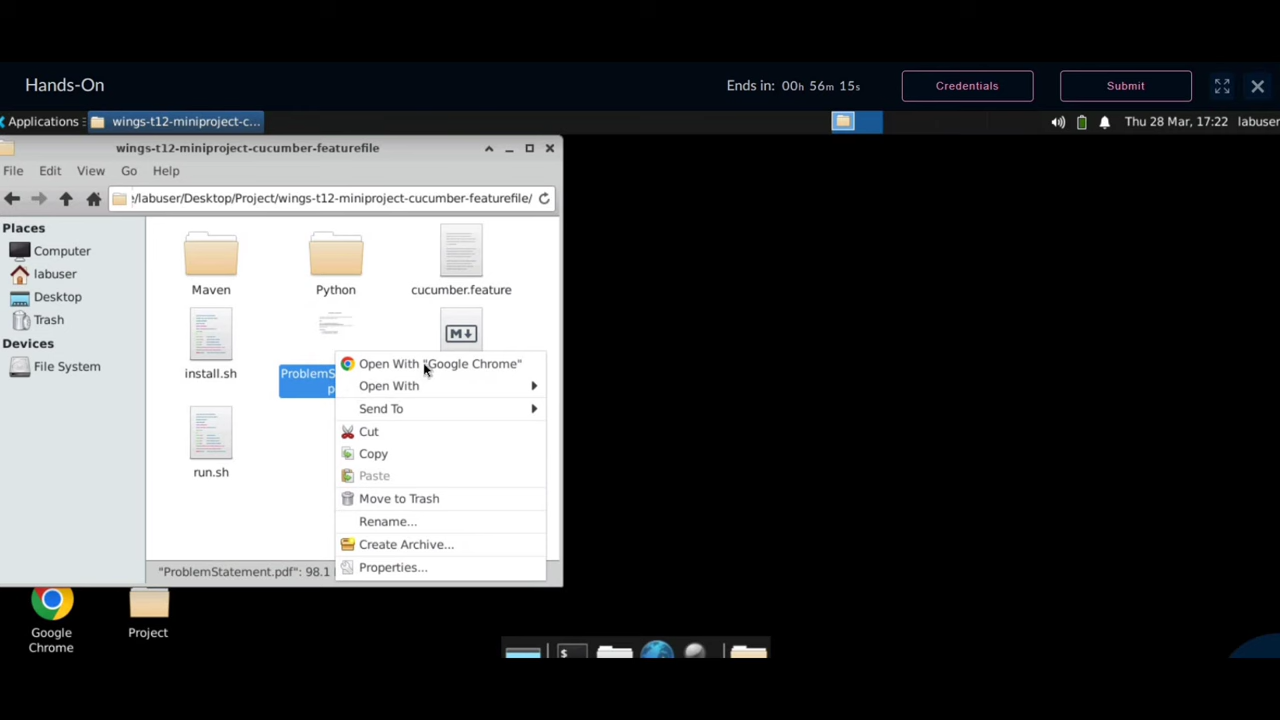 Hands-On
Ends in: 00h 56m 15s
Credentials
Submit
Applications
wings-t12-miniproject-c...
Thu 28 Mar, 17:22
labuser
wings-t12-miniproject-cucumber-featurefile
File
Edit
View
Go
Help
/labuser/Desktop/Project/wings-t12-miniproject-cucumber-featurefile/
Places
Computer
labuser
Desktop
Trash
Devices
File System
Maven
Python
cucumber.feature
install.sh
M
run.sh
Open With "Google Chrome"
Open With
Send To
Cut
Copy
Paste
Move to Trash
Rename...
Create Archive...
Properties...
"ProblemStatement.pdf": 98.1
Google
Chrome
Project
$